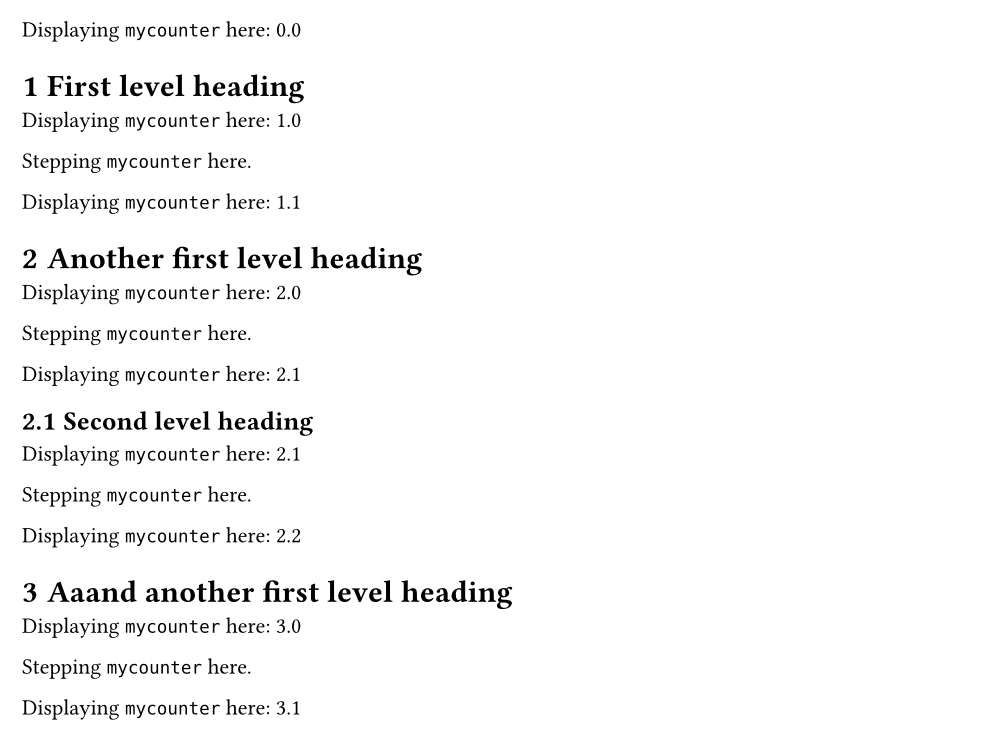 Displaying mycounter here: 0.0
1 First level heading
Displaying mycounter here: 1.0
Stepping mycounter here.
Displaying mycounter here: 1.1
2 Another first level heading
Displaying mycounter here: 2.0
Stepping mycounter here.
Displaying mycounter here: 2.1
2.1 Second level heading
Displaying mycounter here: 2.1
Stepping mycounter here.
Displaying mycounter here: 2.2
3 Aaand another first level heading
Displaying mycounter here: 3.0
Stepping mycounter here.
Displaying mycounter here: 3.1